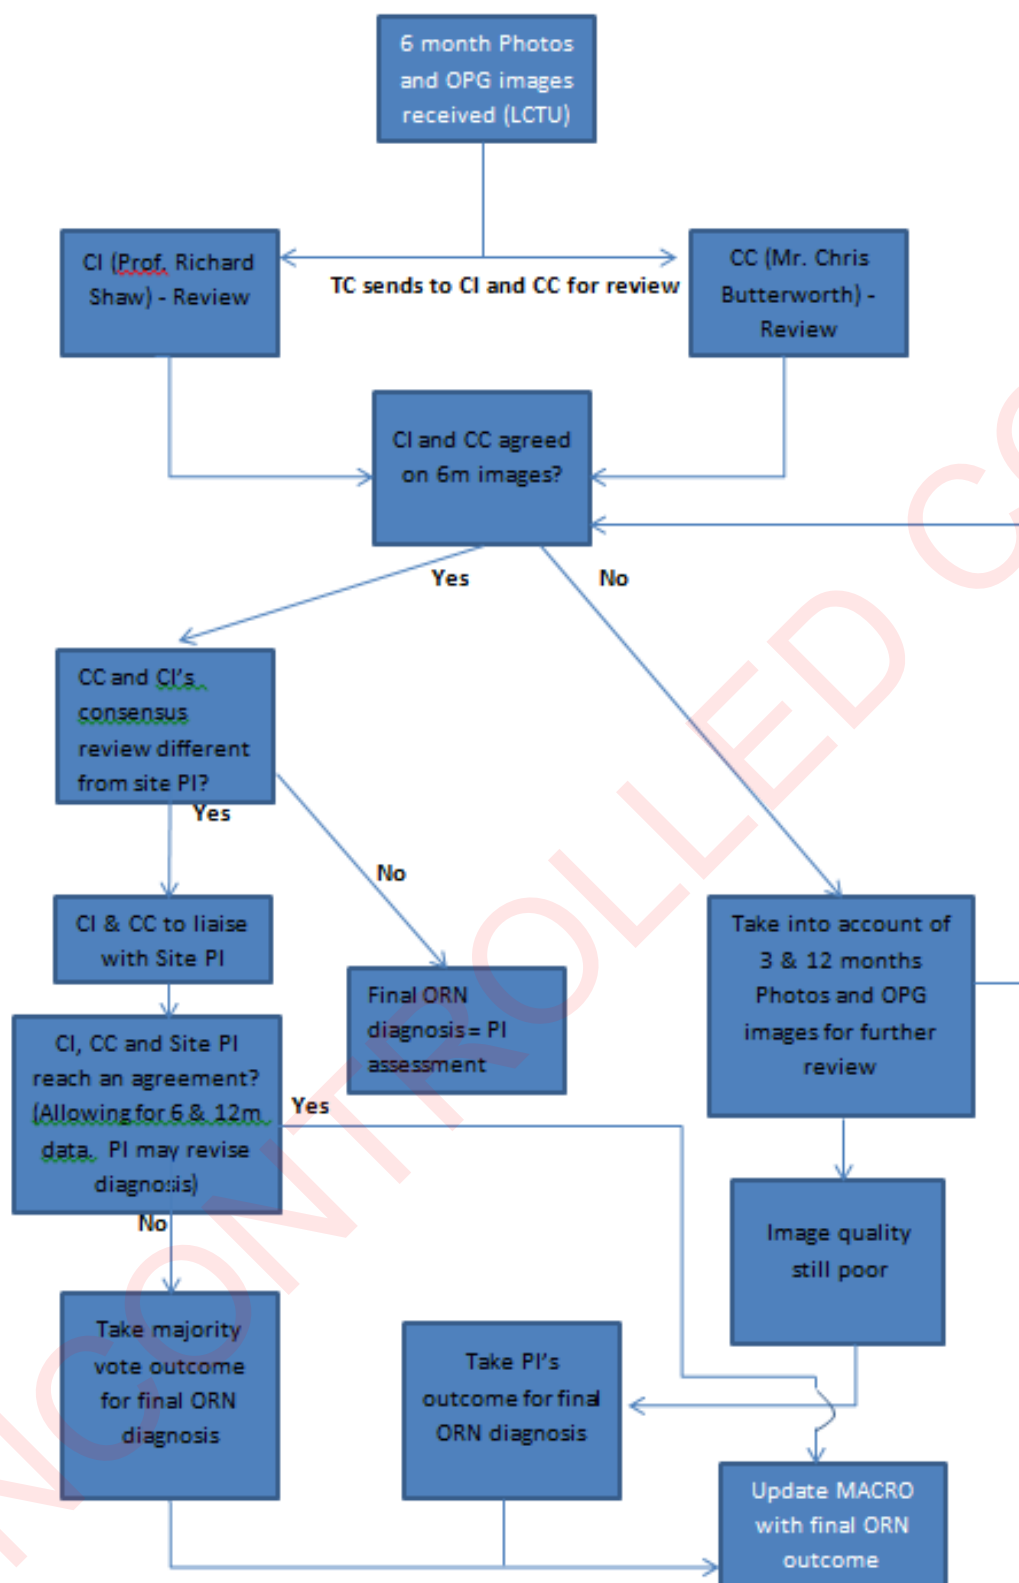 6 month Photos
and OPG images
received (LCTU)
CI (Prof. Richard
Shaw) - Review
TC sends to CI and CC for review
CC (Mr. Chris
Butterworth) -
Review
CI and CC agreed
on 6m images?
Yes
No
CC and CI's
consensus
review different
from site PI?
Yes
No
CI & CC to liaise
with Site PI
Final ORN
diagnosis = PI
assessment
Take into account of
3 & 12 months
Photos and OPG
images for further
review
CI, CC and Site PI
reach an agreement?
(Allowing for 6 & 12m
data. PI may revise
diagnosis)
Yes
No
Image quality
still poor
Take majority
vote outcome
for final ORN
diagnosis
Take PI's
outcome for final
ORN diagnosis
Update MACRO
with final ORN
outcome
NCONTROLLED CO